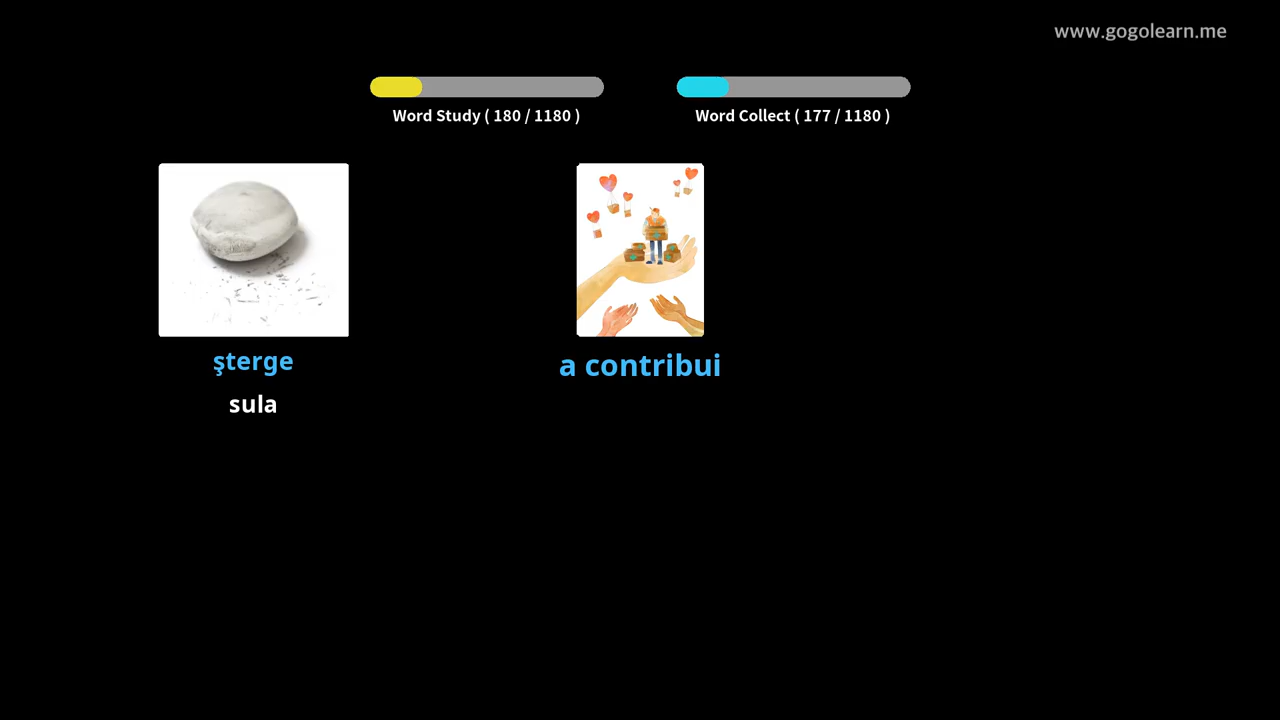 www.gogolearn.me
Word Study ( 180 / 1180 )
Word Collect ( 177 / 1180 )
şterge
sula
a contribui